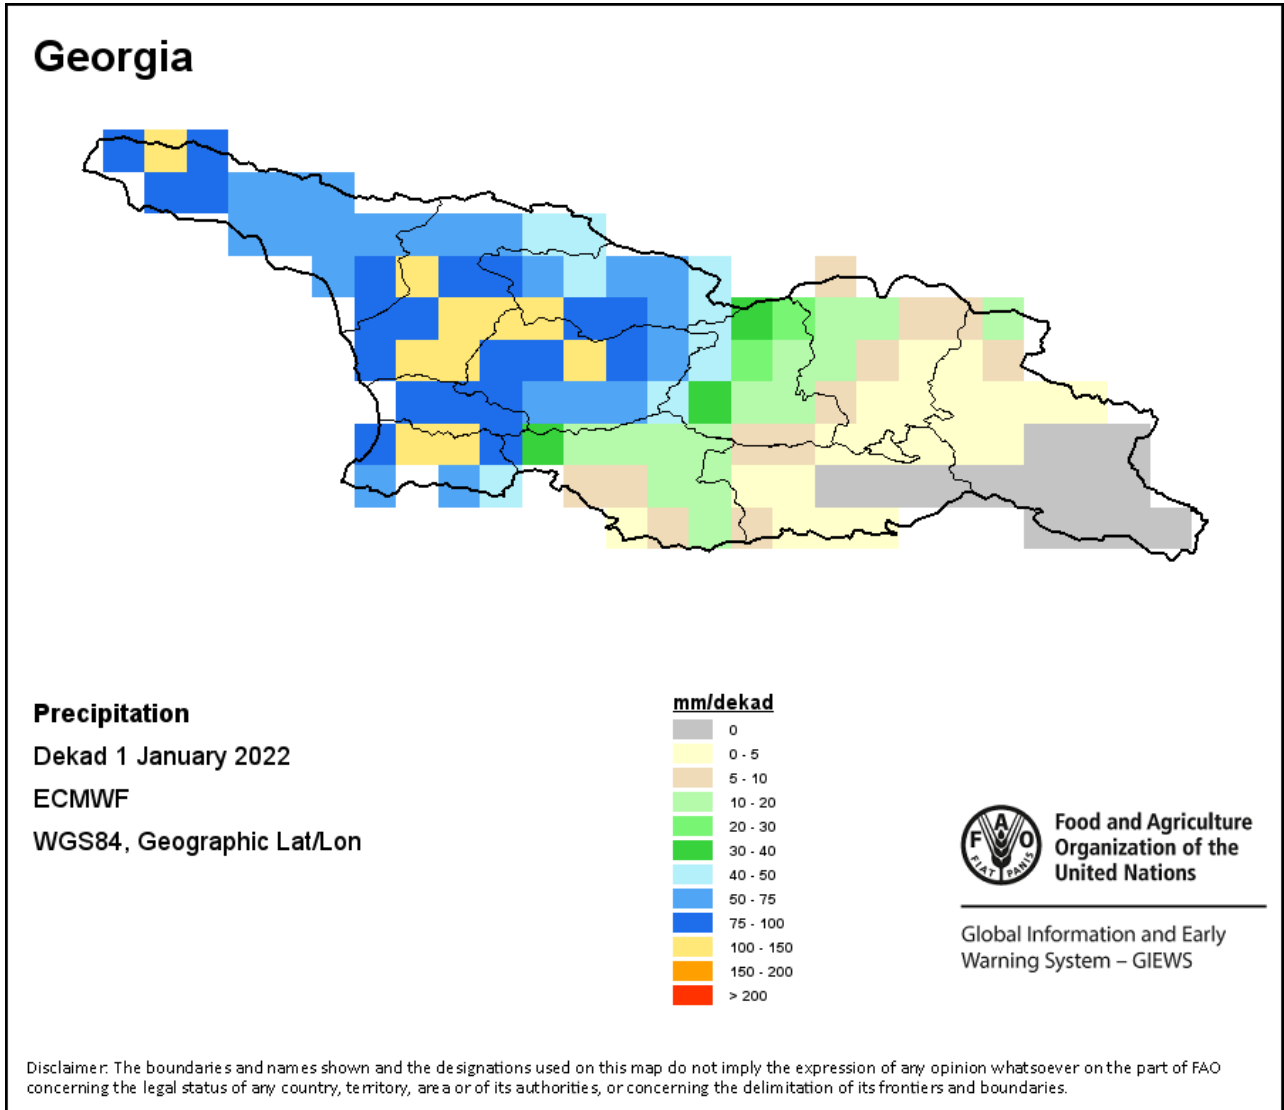 Georgia
Precipitation
Dekad 1 January 2022
ECMWF
WGS84, Geographic Lat/Lon
mm/dekad
0
0 - 5
5 - 10
10 - 20
20 - 30
30 - 40
40 - 50
50 - 75
75 - 100
100 - 150
150 - 200
> 200
F A O
FIAT PANIS
Food and Agriculture
Organization of the
United Nations
Global Information and Early
Warning System – GIEWS
Disclaimer: The boundaries and names shown and the designations used on this map do not imply the expression of any opinion whatsoever on the part of FAO
concerning the legal status of any country, territory, area or of its authorities, or concerning the delimitation of its frontiers and boundaries.